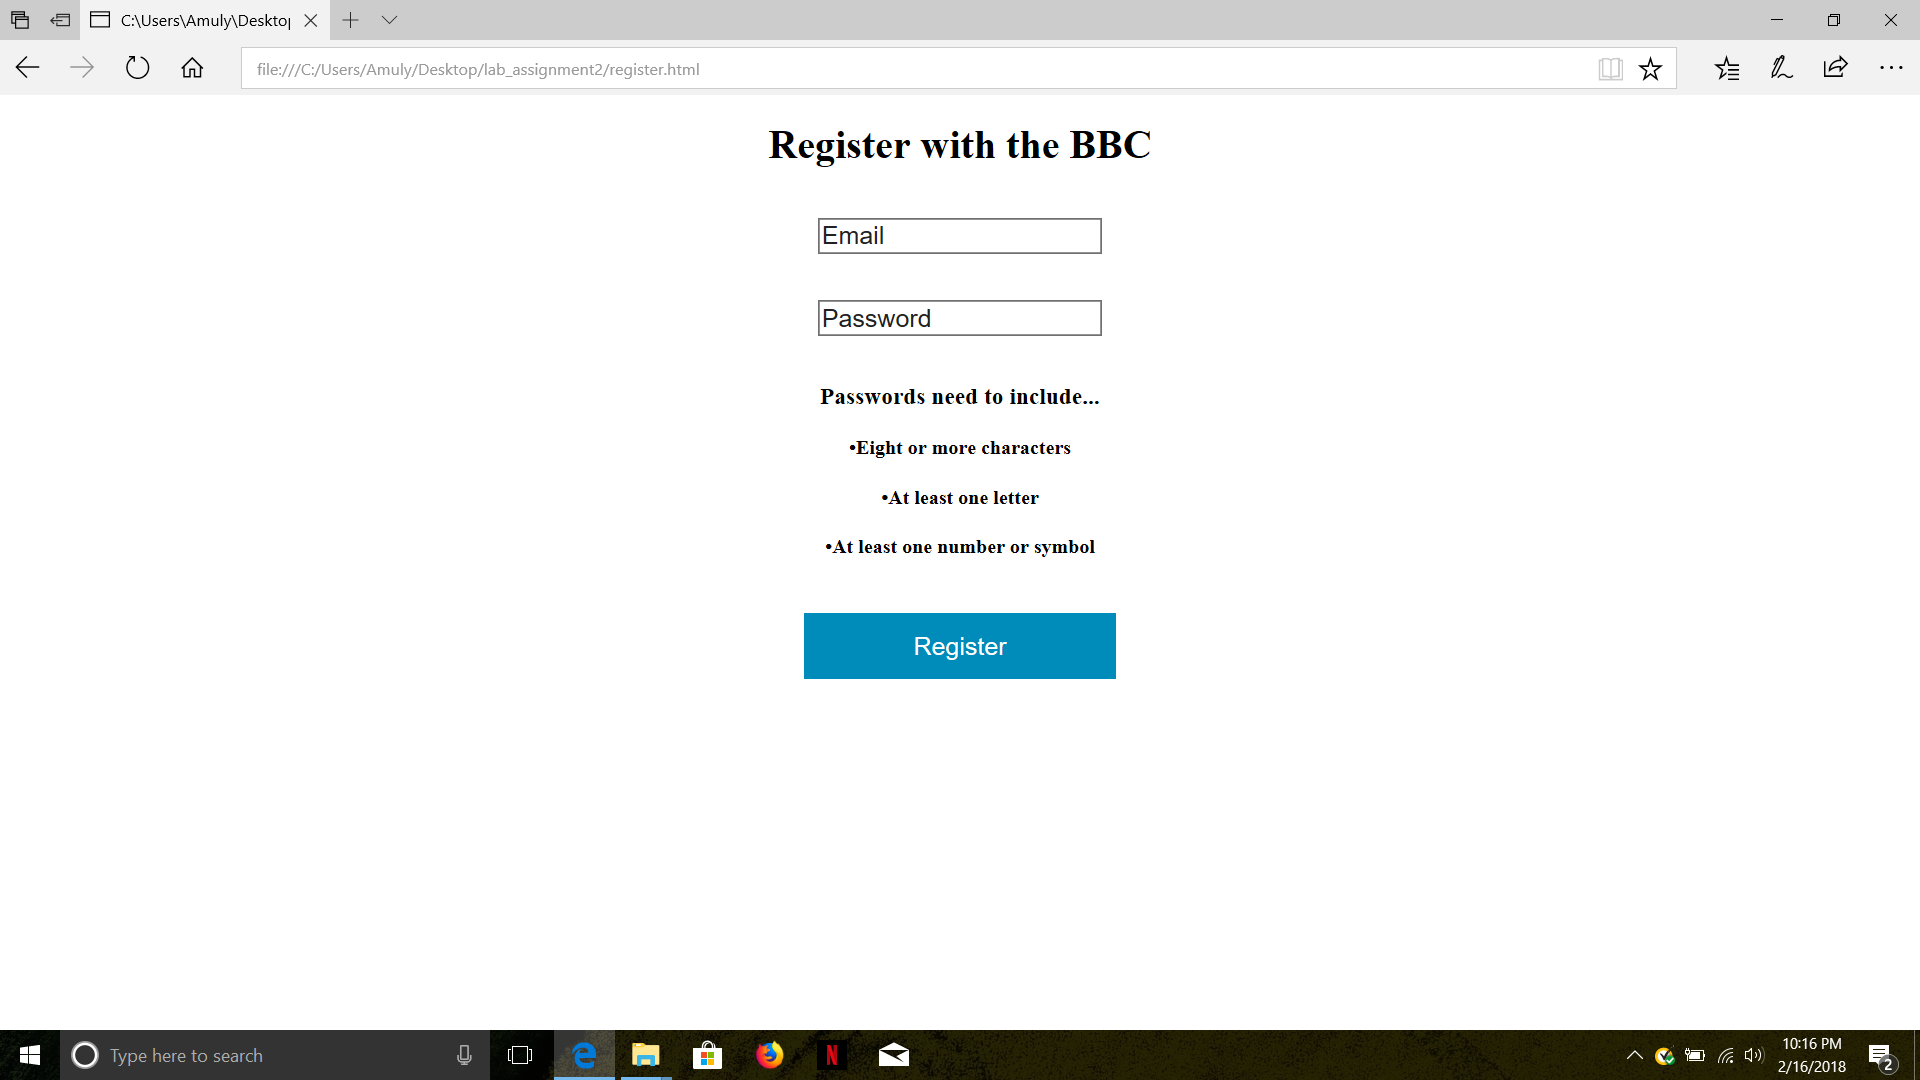 C:\Users\Amuly\Desktop
file:///C:/Users/Amuly/Desktop/lab_assignment2/register.html
Register with the BBC
Email
Password
Passwords need to include...
•Eight or more characters
•At least one letter
•At least one number or symbol
Register
Type here to search
N
10:16 PM
2/16/2018
2